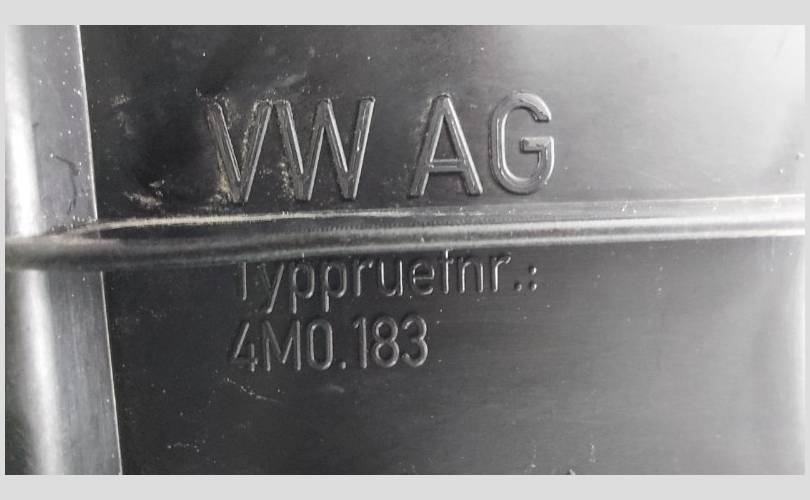 VW AG
Typpruefnr.:
4M0.183